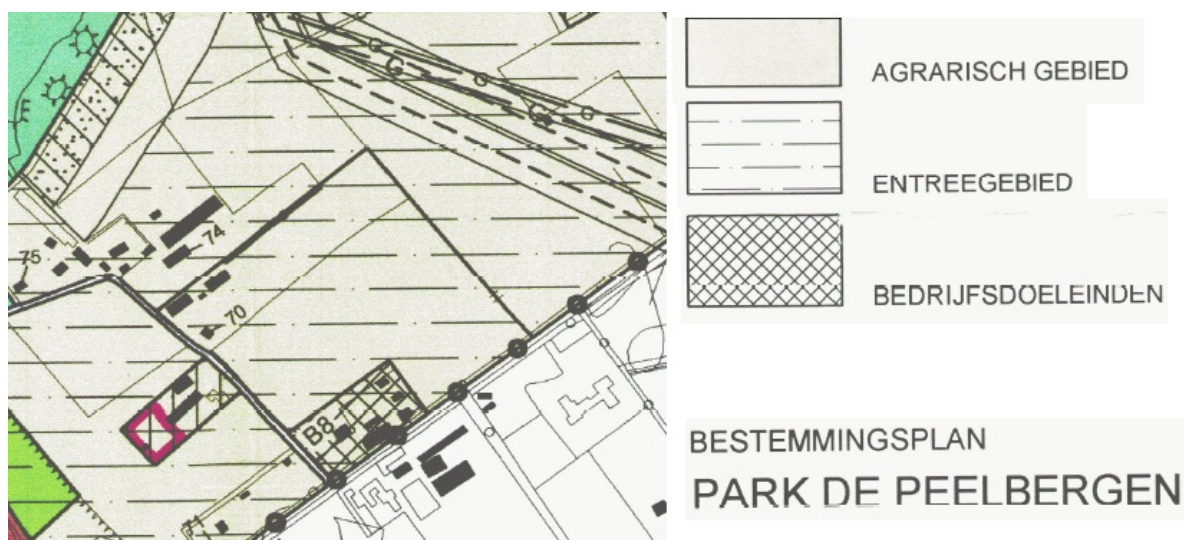 G
G
G
75
74
70
B8
AGRARISCH GEBIED
ENTREEGEBIED
BEDRIJFSDOELEINDEN
BESTEMMINGSPLAN
PARK DE PEELBERGEN